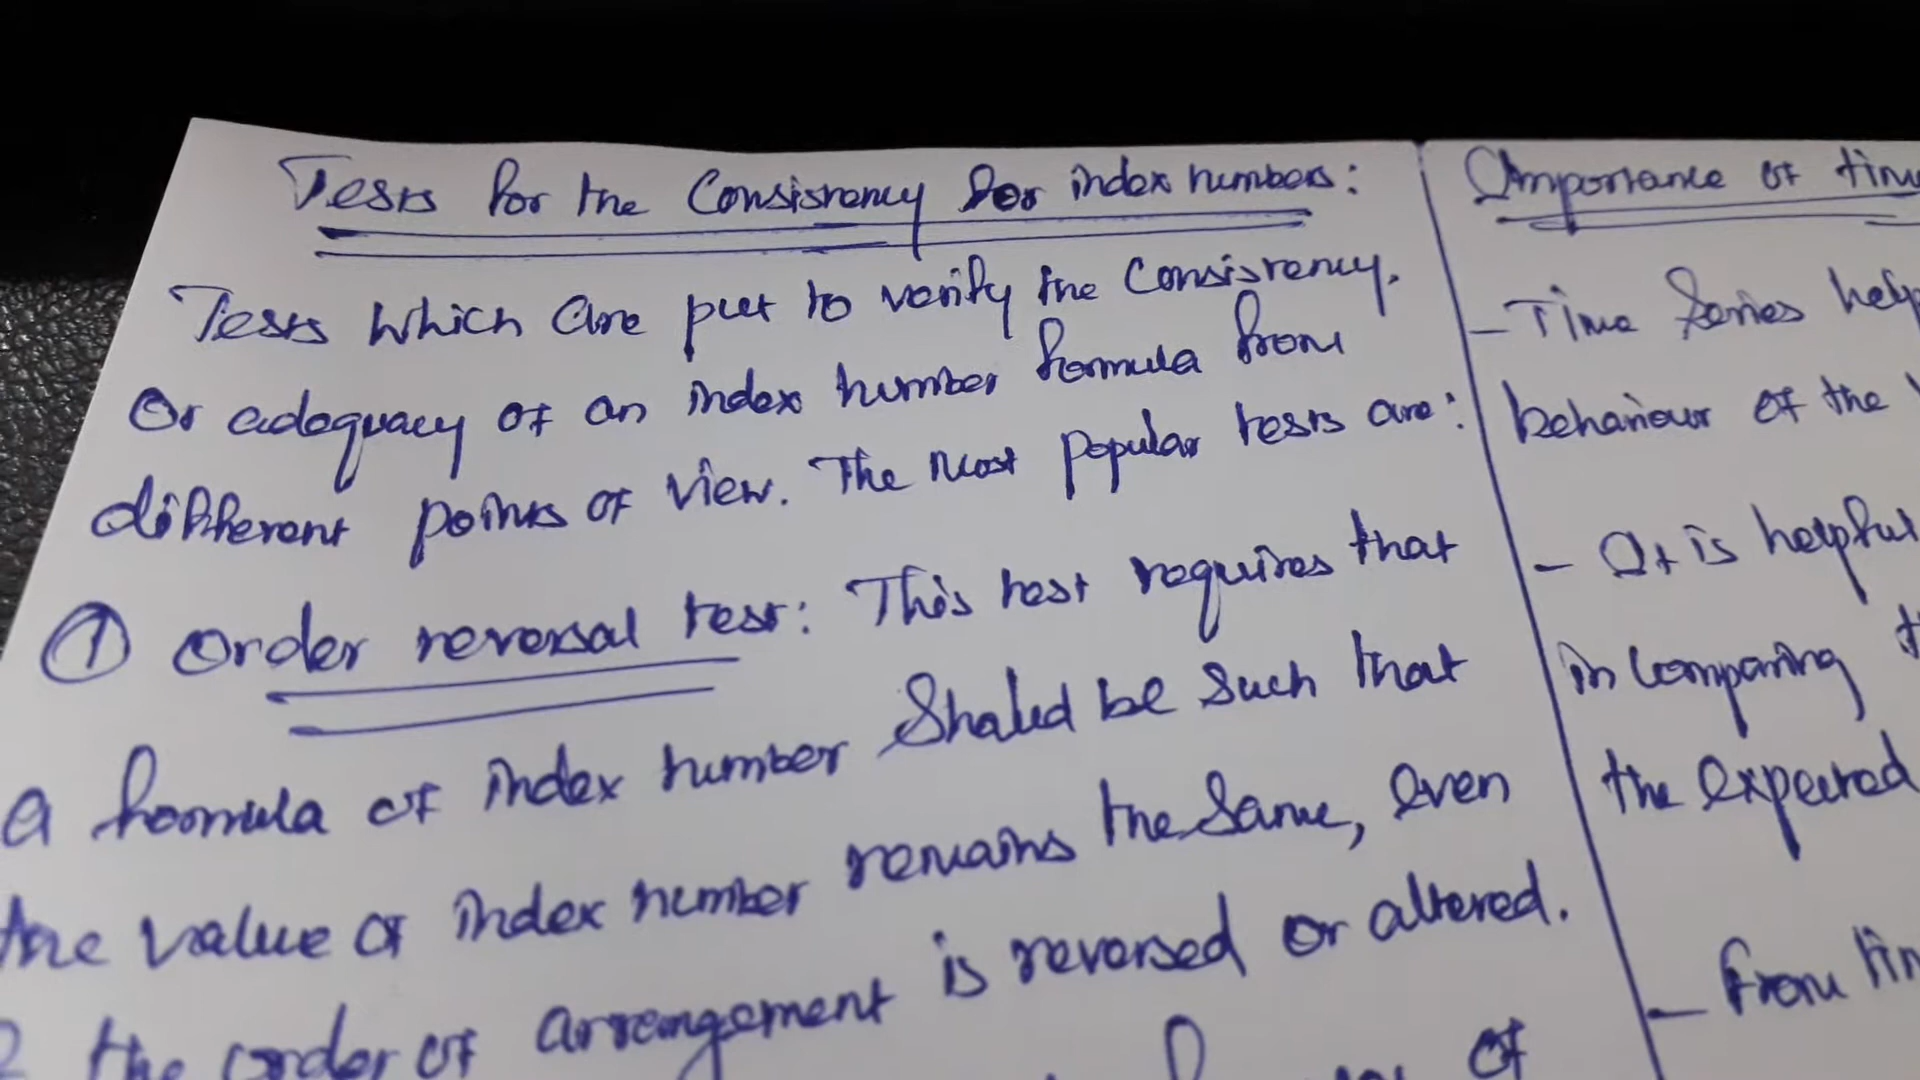 Tests for the Consistency for index numbers:
Tests which are put to verify the Consistency.
Or adequacy of an index number formula from
different points of view. The most popular tests are:
① Order reversal test: This test requires that
a formula of index number Should be such that
the value of index number remains the same, even
the order of arrangement is reversed or altered.
of
Importance of time
- Time Series help
behaviour of the
- It is helpful
in Comparing
the expected
- From